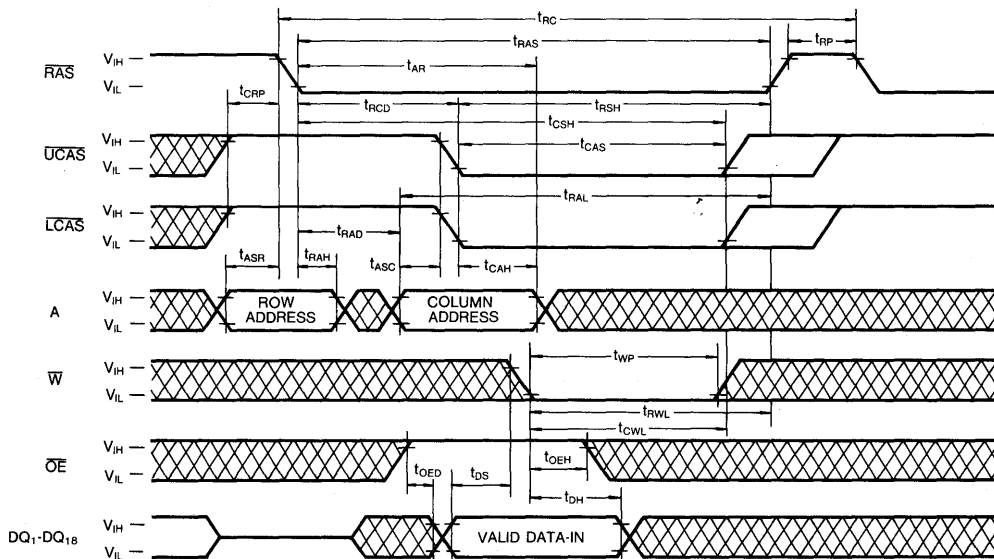 tRC
tRAS
tRP
tAR
RAS
VIH
VIL
tCRP
tRCD
tRSH
tCSH
UCAS
VIH
VIL
tCAS
tRAL
LCAS
VIH
VIL
tRAD
tASR
tRAH
tASC
tCAH
A
VIH
VIL
ROW
ADDRESS
COLUMN
ADDRESS
W
VIH
VIL
tWP
tRWL
tCWL
OE
VIH
VIL
tOED
tDS
tOEH
tDH
DQ1-DQ18
VIH
VIL
VALID DATA-IN